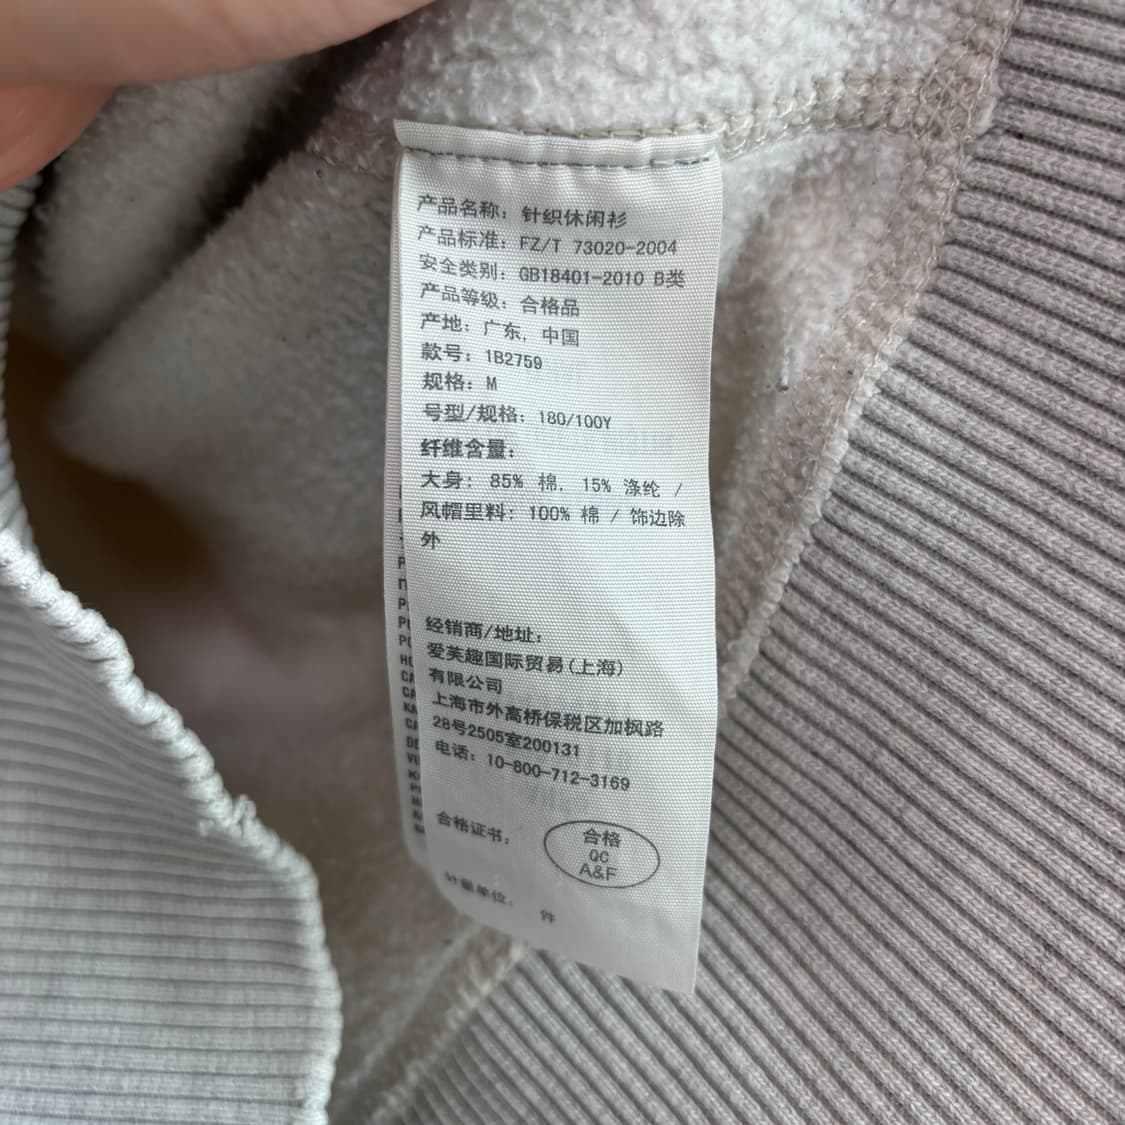 产品名称：针织休闲衫
产品标准：FZ/T 73020-2004
安全类别：GB18401-2010 B类
产品等级：合格品
产地：广东，中国
款号：1B2759
规格：M
号型/规格：180/100Y
纤维含量：
大身：85% 棉，15% 涤纶 /
风帽里料：100% 棉 / 饰边除
外
经销商/地址：
爱芙趣国际贸易(上海)
有限公司
上海市外高桥保税区加枫路
28号2505室200131
电话：10-800-712-3169
合格证书：
合格
QC
A&F
计量单位： 件